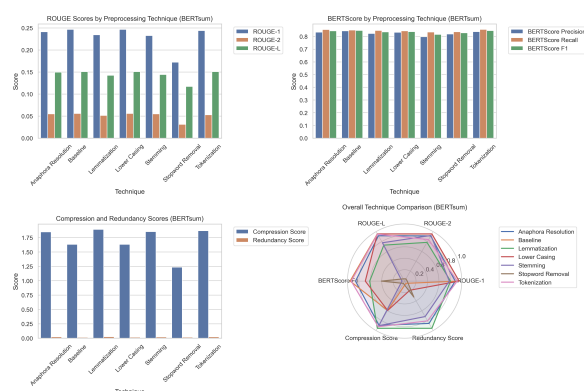 ROUGE Scores by Preprocessing Technique (BERTsum)
ROUGE-1
ROUGE-2
ROUGE-L
Score
0.25
0.20
0.15
0.10
0.05
0.00
Anaphora Resolution
Baseline
Lemmatization
Lower Casing
Stemming
Stopword Removal
Tokenization
Technique
BERTScore by Preprocessing Technique (BERTsum)
BERTScore Precision
BERTScore Recall
BERTScore F1
Score
0.8
0.7
0.6
0.5
0.4
0.3
0.2
0.1
0.0
Anaphora Resolution
Baseline
Lemmatization
Lower Casing
Stemming
Stopword Removal
Tokenization
Technique
Compression and Redundancy Scores (BERTsum)
Compression Score
Redundancy Score
Score
1.75
1.50
1.25
1.00
0.75
0.50
0.25
0.00
Anaphora Resolution
Baseline
Lemmatization
Lower Casing
Stemming
Stopword Removal
Tokenization
Technique
Overall Technique Comparison (BERTsum)
ROUGE-L
ROUGE-2
ROUGE-1
Compression Score
Redundancy Score
0.2
0.4
0.8
1.0
Anaphora Resolution
Baseline
Lemmatization
Lower Casing
Stemming
Stopword Removal
Tokenization